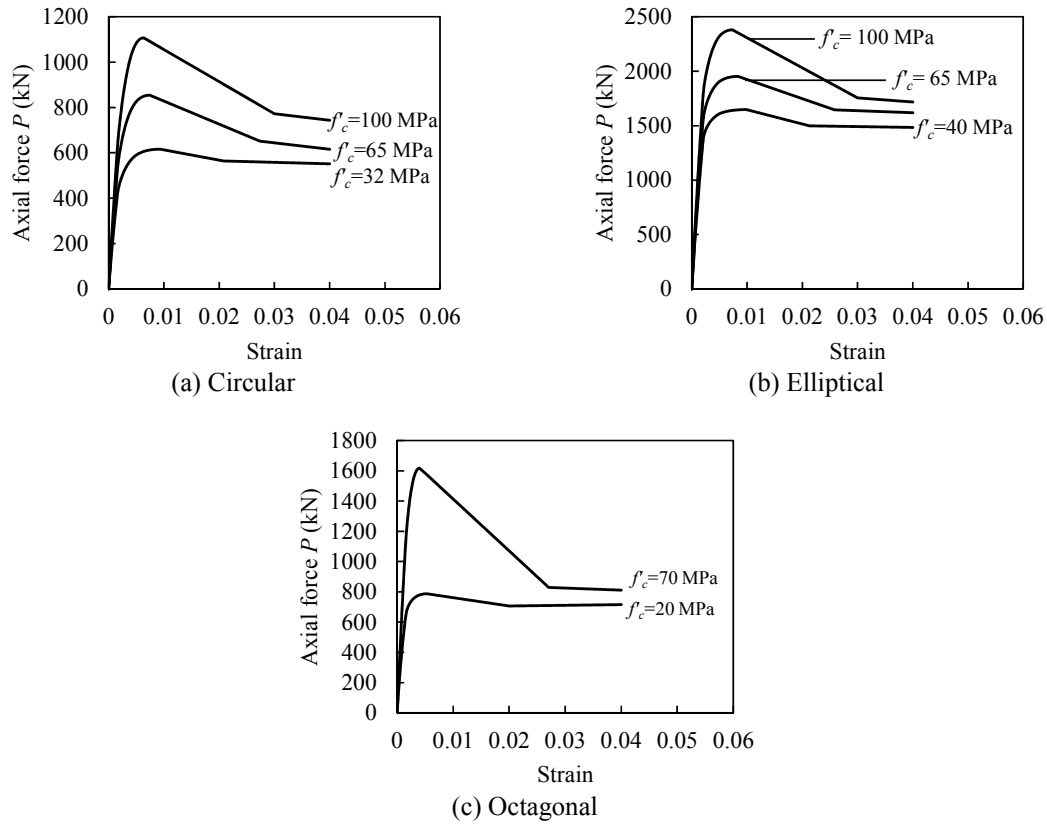 1200
1000
800
600
400
200
0
Axial force P (kN)
f'c=100 MPa
f'c=65 MPa
f'c=32 MPa
0 0.01 0.02 0.03 0.04 0.05 0.06
Strain
(a) Circular
2500
2000
1500
1000
500
0
Axial force P (kN)
f'c= 100 MPa
f'c= 65 MPa
f'c=40 MPa
0 0.01 0.02 0.03 0.04 0.05 0.06
Strain
(b) Elliptical
1800
1600
1400
1200
1000
800
600
400
200
0
Axial force P (kN)
f'c=70 MPa
f'c=20 MPa
0 0.01 0.02 0.03 0.04 0.05 0.06
Strain
(c) Octagonal